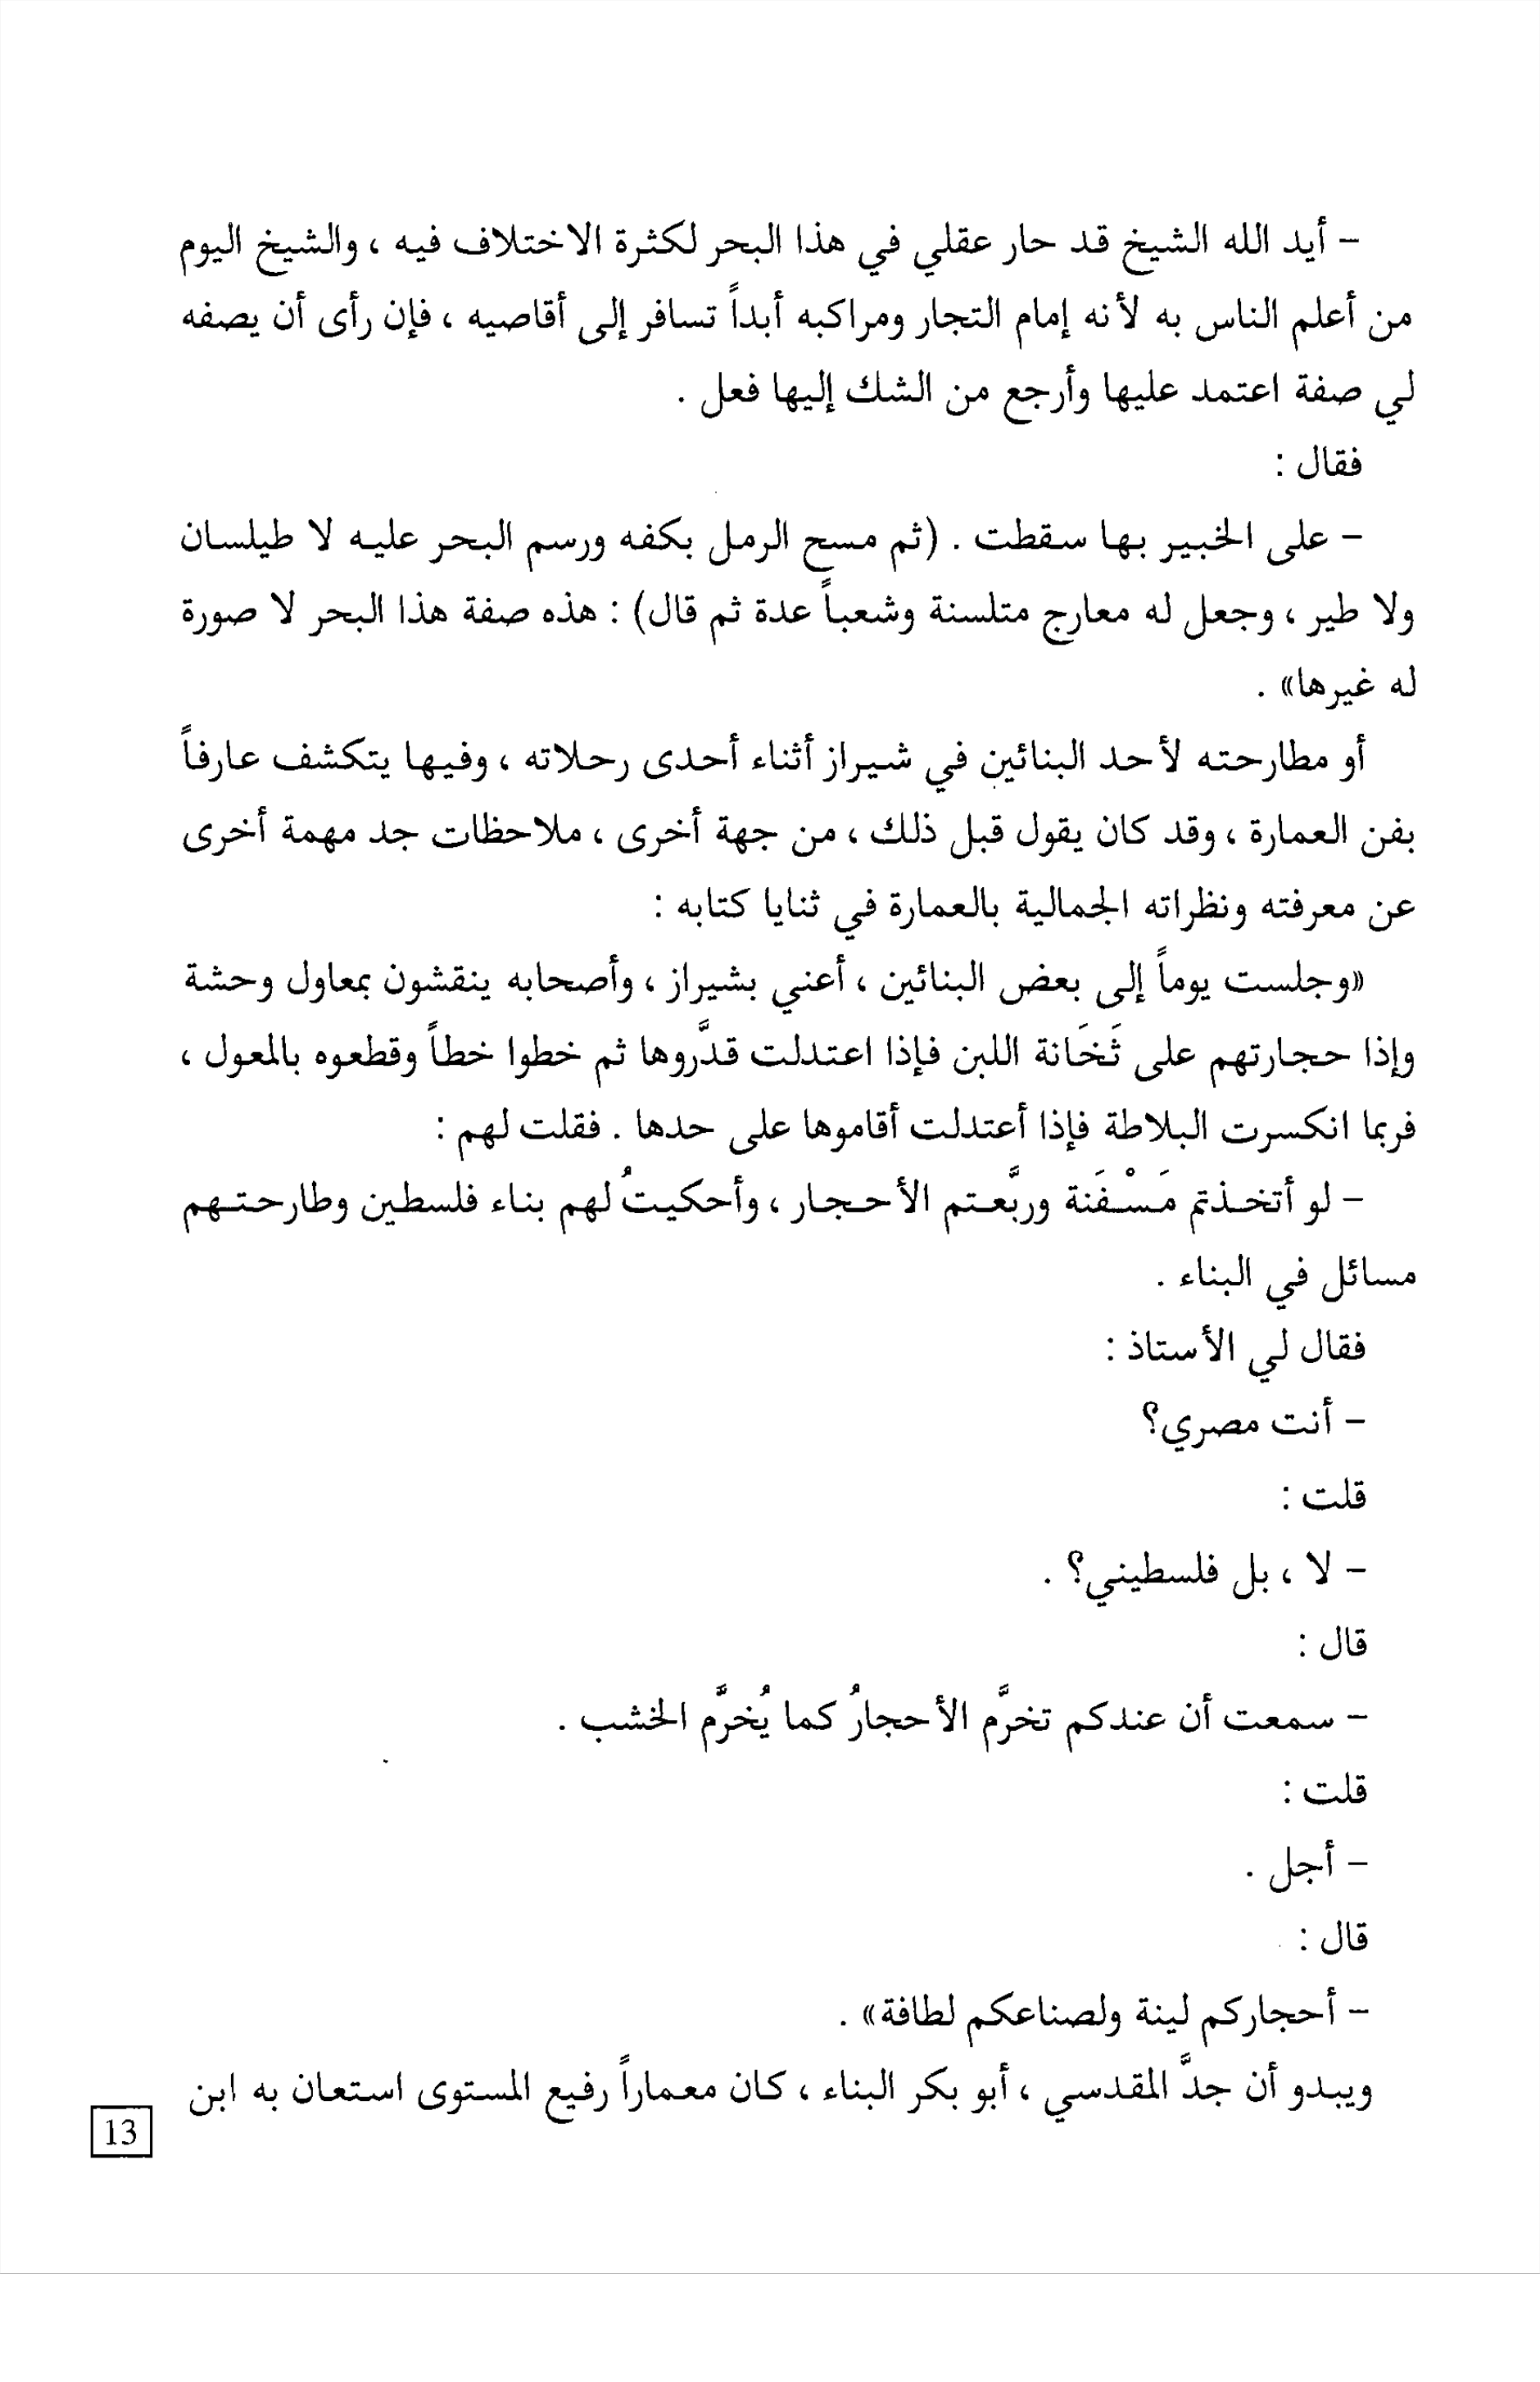 – أيد الله الشيخ قد حار عقلي في هذا البحر لكثرة الاختلاف فيه ، والشيخ اليوم
من أعلم الناس به لأنه إمام التجار ومراكبه أبداً تسافر إلى أقاصيه ، فإن رأى أن يصفه
لي صفة اعتمد عليها وأرجع من الشك إليها فعل .
فقال :
– على الخبير بها سقطت . (ثم مسح الرمل بكفه ورسم البحر عليه لا طيلسان
ولا طير ، وجعل له معارج متلسنة وشعباً عدة ثم قال) : هذه صفة هذا البحر لا صورة
له غيرها» .
أو مطارحته لأحد البنائين في شيراز أثناء أحدى رحلاته ، وفيها يتكشف عارفاً
بفن العمارة ، وقد كان يقول قبل ذلك ، من جهة أخرى ، ملاحظات جد مهمة أخرى
عن معرفته ونظراته الجمالية بالعمارة في ثنايا كتابه :
«وجلست يوماً إلى بعض البنائين ، أعني بشيراز ، وأصحابه ينقشون بمعاول وحشة
وإذا حجارتهم على ثَخَانة اللبن فإذا اعتدلت قدَّروها ثم خطوا خطاً وقطعوه بالمعول ،
فربما انكسرت البلاطة فإذا أعتدلت أقاموها على حدها . فقلت لهم :
– لو أتخذتم مَسْفَنة وربَّعتم الأحجار ، وأحكيتُ لهم بناء فلسطين وطارحتهم
مسائل في البناء .
فقال لي الأستاذ :
– أنت مصري؟
قلت :
– لا ، بل فلسطيني؟ .
قال :
– سمعت أن عندكم تخرَّم الأحجارُ كما يُخرَّم الخشب .
قلت :
– أجل .
قال :
– أحجاركم لينة ولصناعكم لطافة» .
ويبدو أن جدَّ المقدسي ، أبو بكر البناء ، كان معماراً رفيع المستوى استعان به ابن
13